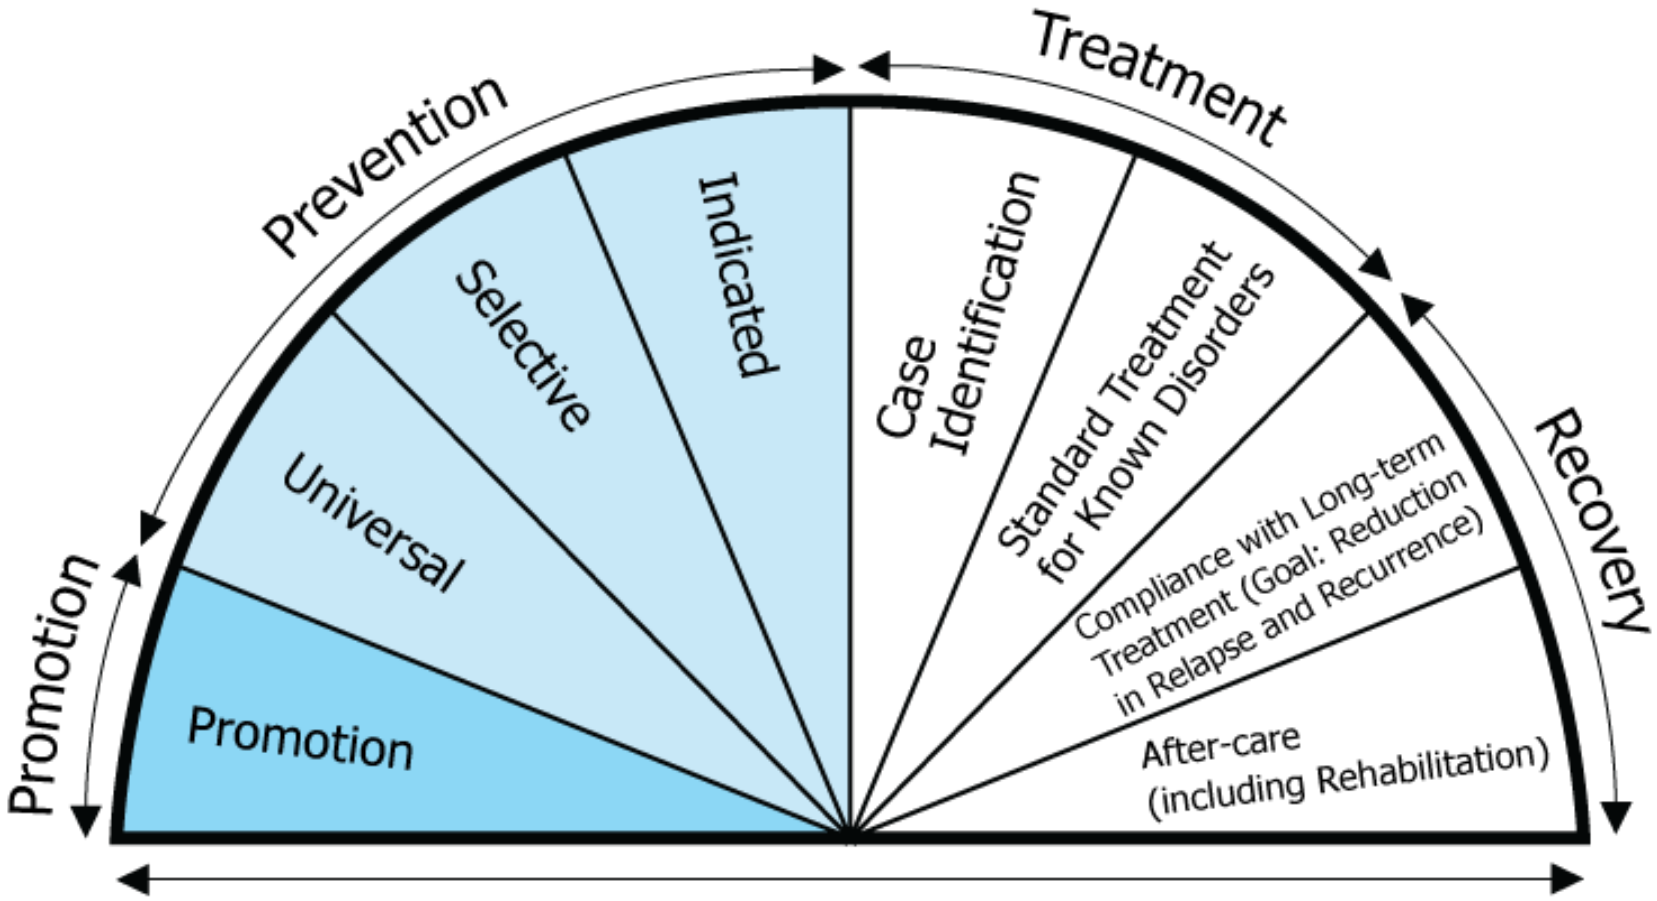 Promotion
Prevention
Treatment
Recovery
Promotion
Universal
Selective
Indicated
Case
Identification
Standard Treatment
for Known Disorders
Compliance with Long-term
Treatment (Goal: Reduction
in Relapse and Recurrence)
After-care
(including Rehabilitation)